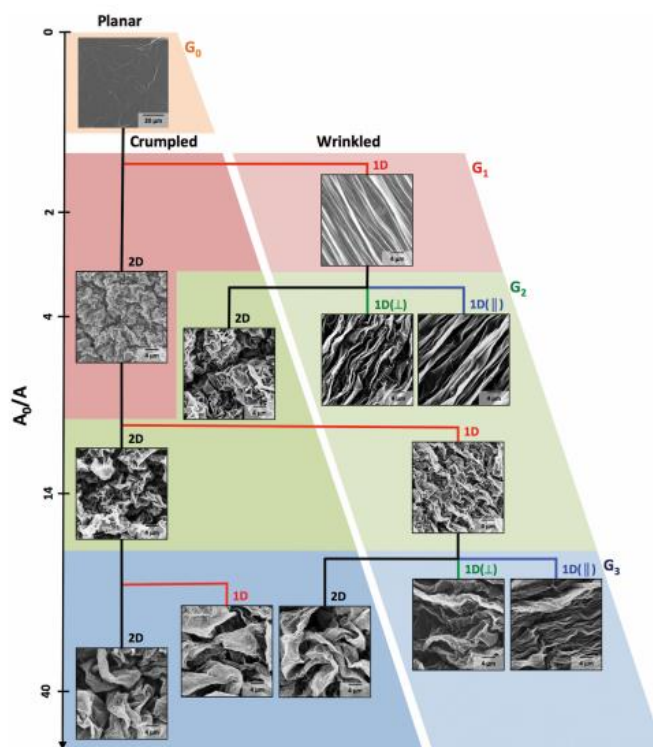 Planar
0
G₀
20 μm
Crumpled
Wrinkled
1D
G₁
2
4 μm
2D
G₂
1D(⊥)
1D(||)
2D
4
4 μm
4 μm
4 μm
4 μm
A₀/A
2D
1D
14
4 μm
4 μm
2D
1D(⊥)
1D(||)
G₃
1D
4 μm
4 μm
2D
4 μm
4 μm
40
4 μm